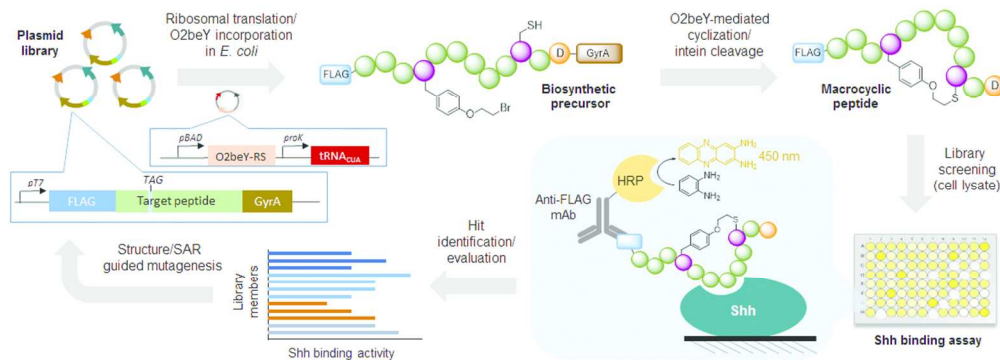 Plasmid
library
Ribosomal translation/
O2beY incorporation
in E. coli
FLAG
SH
D
GyrA
Br
O
Biosynthetic
precursor
O2beY-mediated
cyclization/
intein cleavage
FLAG
O
S
D
Macrocyclic
peptide
pBAD
proK
O2beY-RS
tRNACUA
pT7
TAG
FLAG
Target peptide
GyrA
Structure/SAR
guided mutagenesis
Library
members
Shh binding activity
Hit
identification/
evaluation
Anti-FLAG
mAb
HRP
N
N
NH2
NH2
450 nm
NH2
NH2
O
S
Shh
Library
screening
(cell lysate)
Shh binding assay